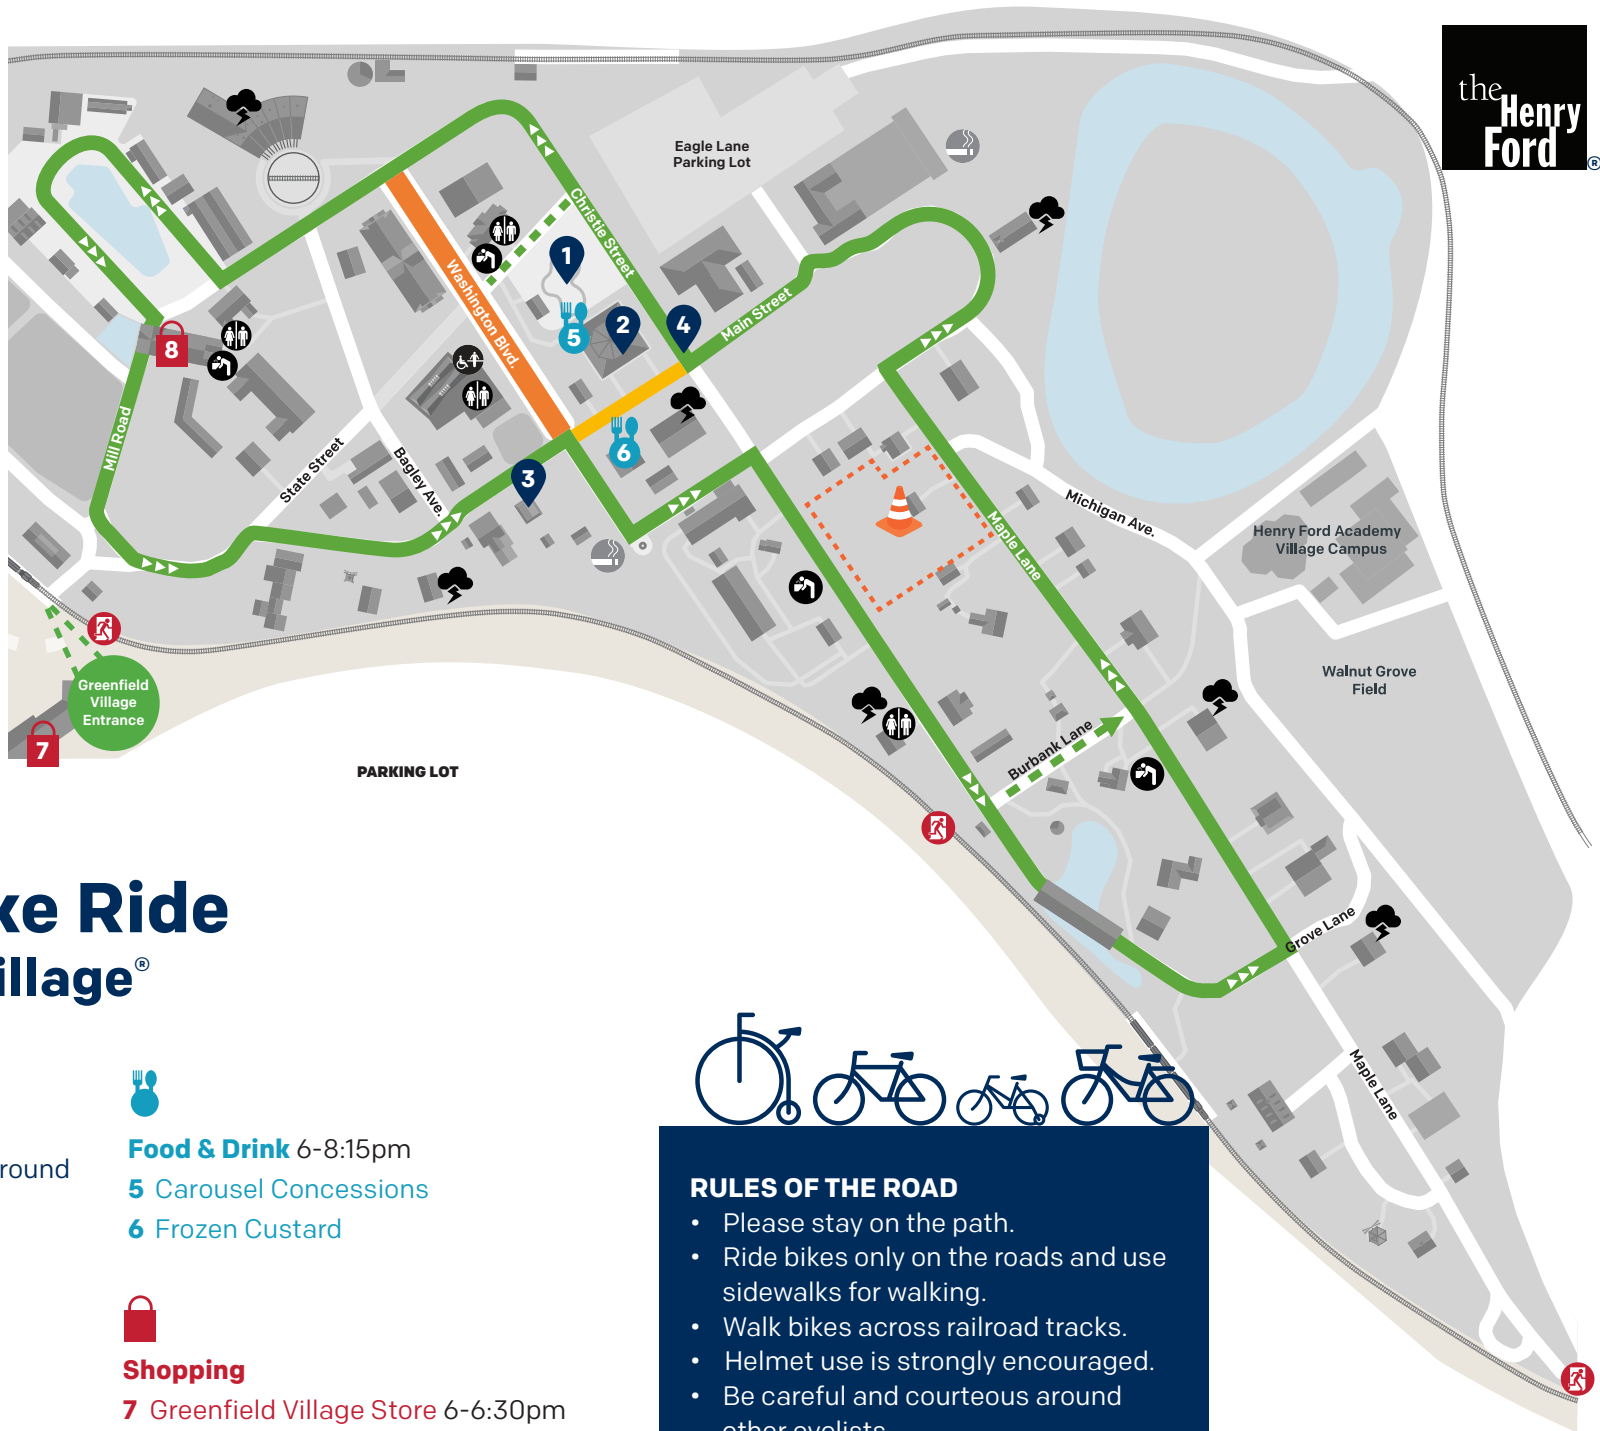 the
Henry
Ford
®
Eagle Lane
Parking Lot
Christie Street
1
Washington Blvd.
5
2
4
Main Street
8
6
3
Mill Road
State Street
Bagley Ave.
Michigan Ave.
Maple Lane
Henry Ford Academy
Village Campus
Walnut Grove
Field
Greenfield
Village
Entrance
7
PARKING LOT
Burbank Lane
Grove Lane
Maple Lane
ke Ride
illage®
round
Food & Drink 6-8:15pm
5 Carousel Concessions
6 Frozen Custard
Shopping
7 Greenfield Village Store 6-6:30pm
RULES OF THE ROAD
• Please stay on the path.
• Ride bikes only on the roads and use
sidewalks for walking.
• Walk bikes across railroad tracks.
• Helmet use is strongly encouraged.
• Be careful and courteous around
other cyclists